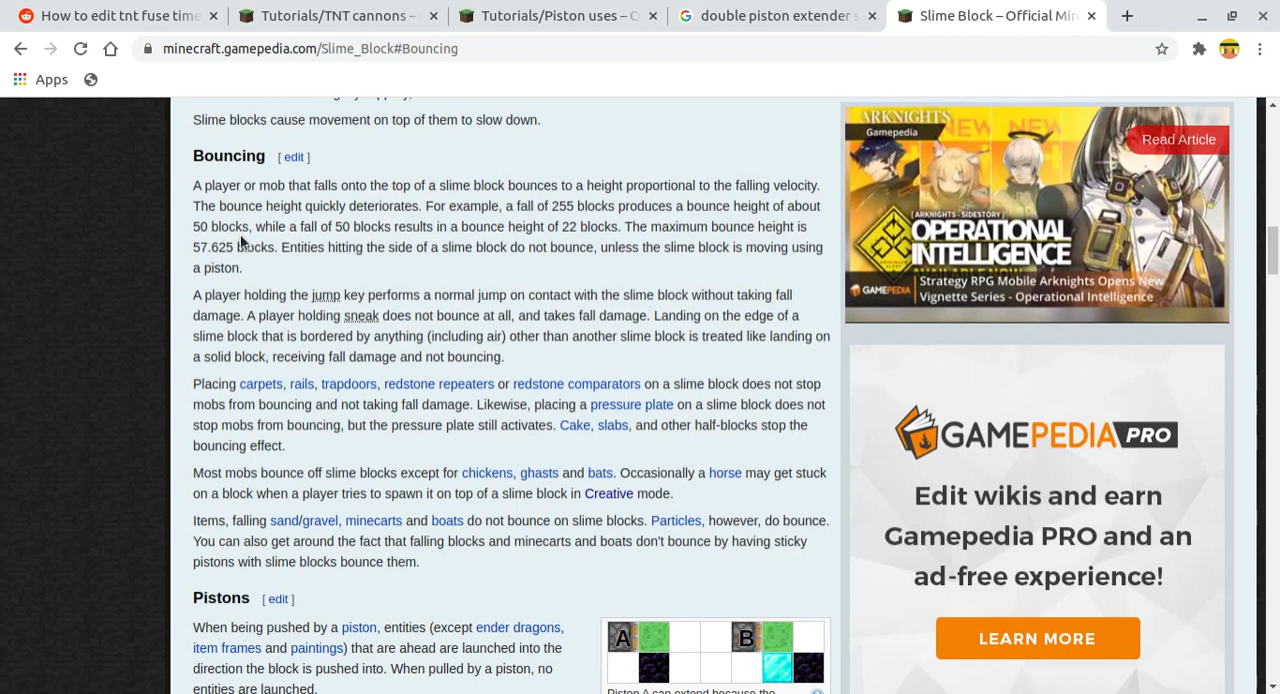 How to edit tnt fuse time
Tutorials/TNT cannons –
Tutorials/Piston uses – O
double piston extender s
Slime Block – Official Min
minecraft.gamepedia.com/Slime_Block#Bouncing
Apps
Slime blocks cause movement on top of them to slow down.
Bouncing [ edit ]
A player or mob that falls onto the top of a slime block bounces to a height proportional to the falling velocity.
The bounce height quickly deteriorates. For example, a fall of 255 blocks produces a bounce height of about
50 blocks, while a fall of 50 blocks results in a bounce height of 22 blocks. The maximum bounce height is
57.625 blocks. Entities hitting the side of a slime block do not bounce, unless the slime block is moving using
a piston.
A player holding the jump key performs a normal jump on contact with the slime block without taking fall
damage. A player holding sneak does not bounce at all, and takes fall damage. Landing on the edge of a
slime block that is bordered by anything (including air) other than another slime block is treated like landing on
a solid block, receiving fall damage and not bouncing.
Placing carpets, rails, trapdoors, redstone repeaters or redstone comparators on a slime block does not stop
mobs from bouncing and not taking fall damage. Likewise, placing a pressure plate on a slime block does not
stop mobs from bouncing, but the pressure plate still activates. Cake, slabs, and other half-blocks stop the
bouncing effect.
Most mobs bounce off slime blocks except for chickens, ghasts and bats. Occasionally a horse may get stuck
on a block when a player tries to spawn it on top of a slime block in Creative mode.
Items, falling sand/gravel, minecarts and boats do not bounce on slime blocks. Particles, however, do bounce.
You can also get around the fact that falling blocks and minecarts and boats don't bounce by having sticky
pistons with slime blocks bounce them.
Pistons [ edit ]
When being pushed by a piston, entities (except ender dragons,
item frames and paintings) that are ahead are launched into the
direction the block is pushed into. When pulled by a piston, no
entities are launched.
A B
Piston A can extend because the
ARKNIGHTS
Gamepedia
NEW NEW
Read Article
[ARKNIGHTS - SIDESTORY]
OPERATIONAL
INTELLIGENCE
GAMEPEDIA
Strategy RPG Mobile Arknights Opens New
Vignette Series - Operational Intelligence
GAMEPEDIA PRO
Edit wikis and earn
Gamepedia PRO and an
ad-free experience!
LEARN MORE